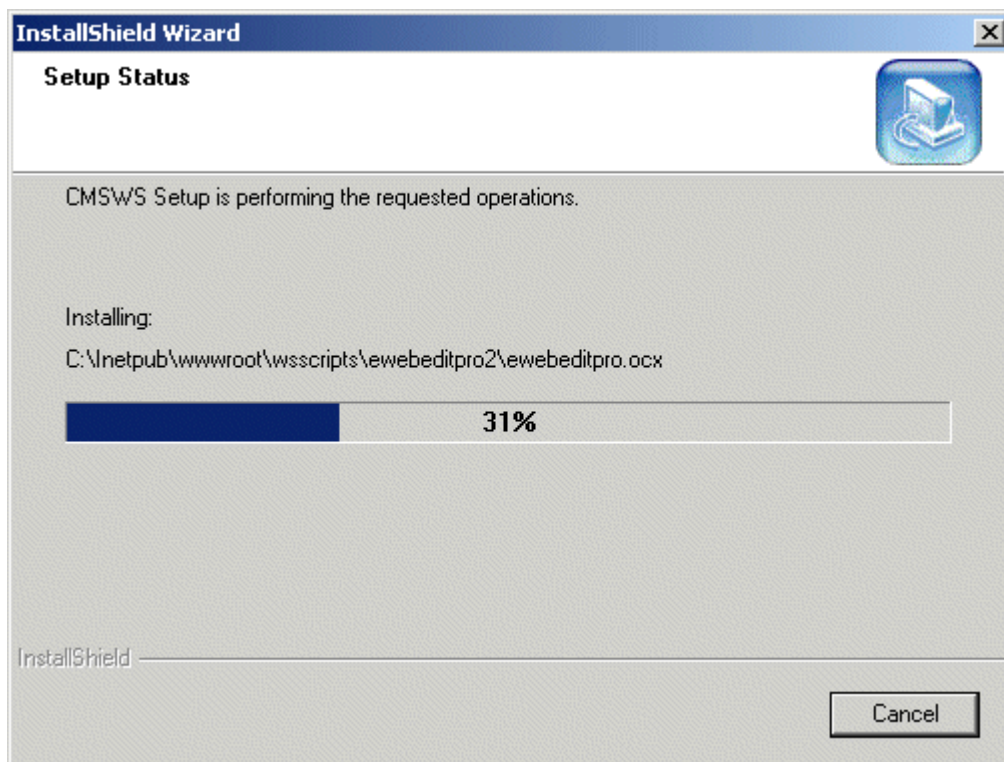 InstallShield Wizard
Setup Status
CMSWS Setup is performing the requested operations.
Installing:
C:\Inetpub\wwwroot\wsscripts\ewebeditpro2\ewebeditpro.ocx
31%
InstallShield
Cancel